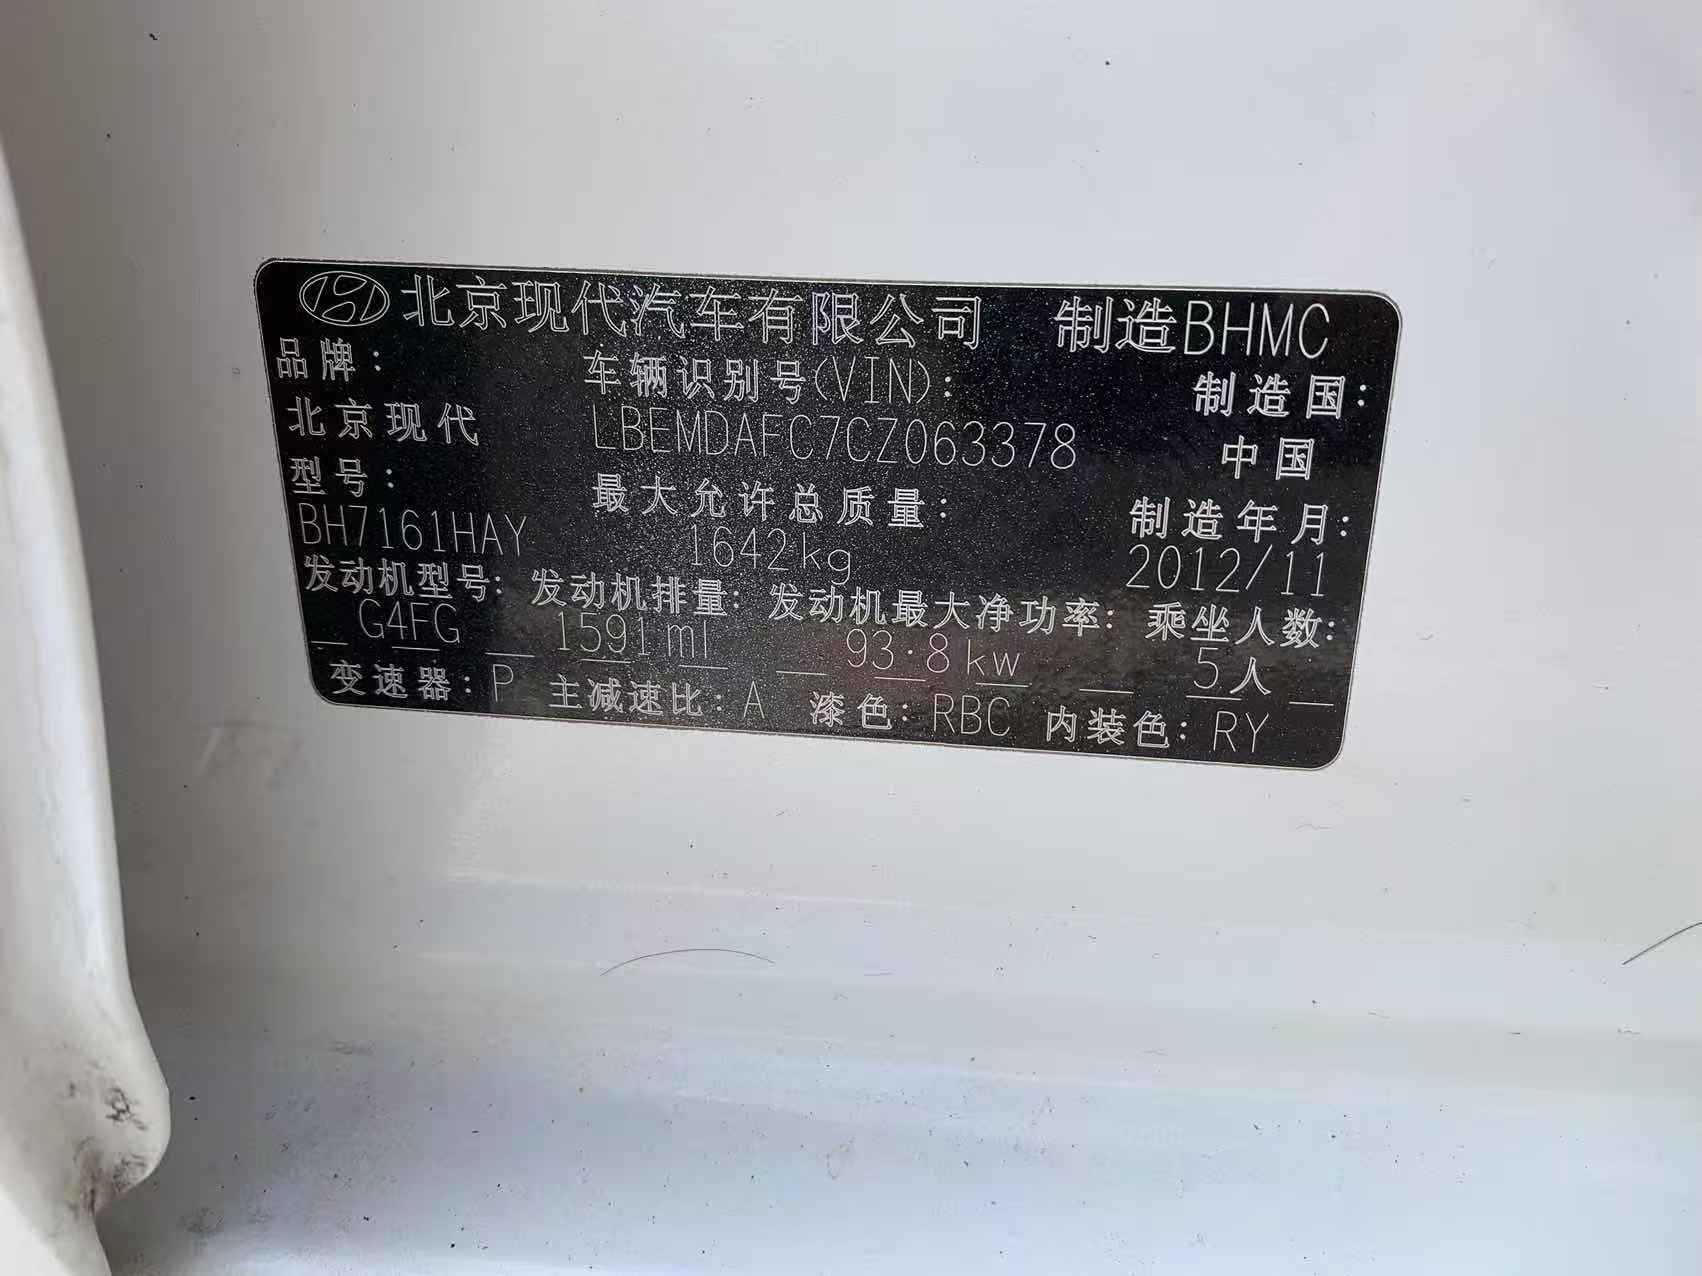 北京现代汽车有限公司 制造BHMC
品牌: 车辆识别号(VIN): 制造国:
北京现代 LBEMDAFC7CZ063378 中国
型号: 最大允许总质量: 制造年月:
BH7161HAY 1642kg 2012/11
发动机型号: 发动机排量: 发动机最大净功率: 乘坐人数:
G4FG 1591ml 93.8kw 5人
变速器: P 主减速比: A 漆色: RBC 内装色: RY